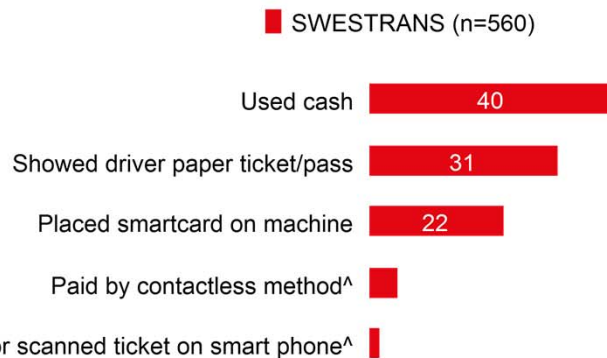 SWESTRANS (n=560)
Used cash 40
Showed driver paper ticket/pass 31
Placed smartcard on machine 22
Paid by contactless method^
or scanned ticket on smart phone^